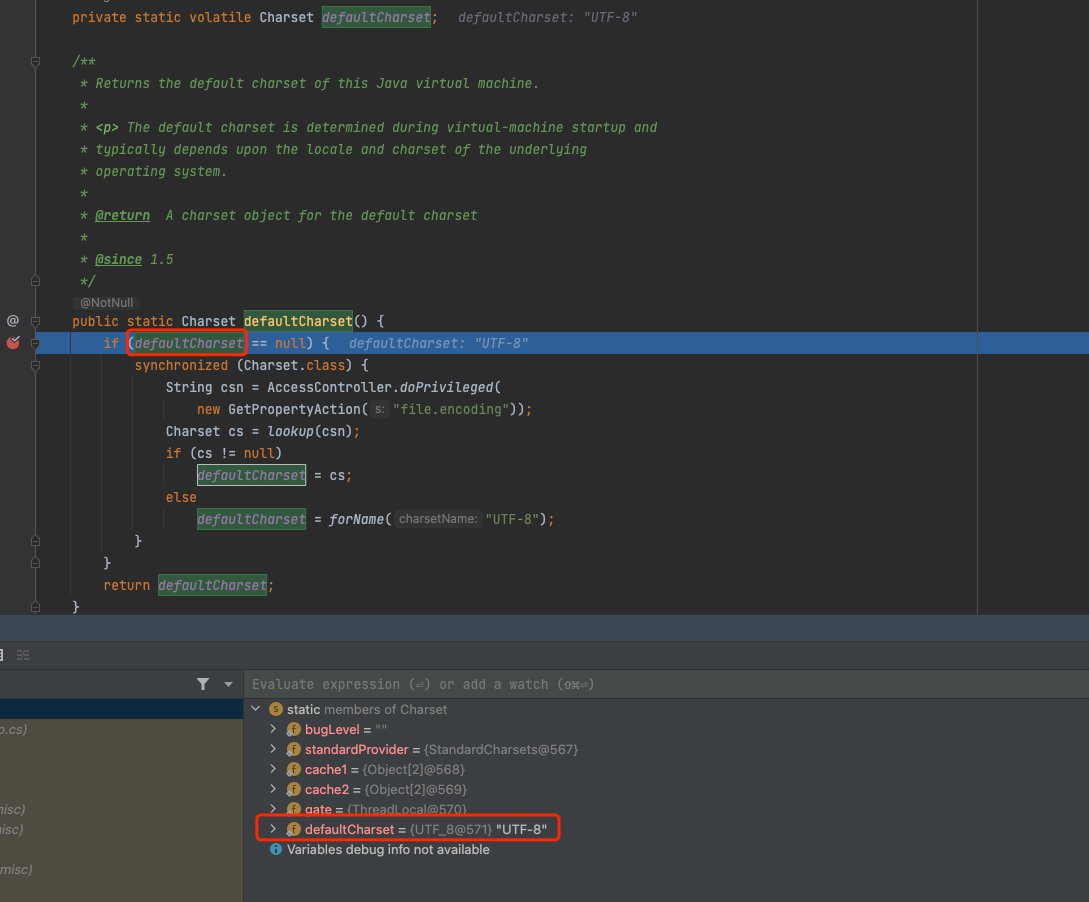 private static volatile Charset defaultCharset; defaultCharset: "UTF-8"
/**
* Returns the default charset of this Java virtual machine.
*
* <p> The default charset is determined during virtual-machine startup and
* typically depends upon the locale and charset of the underlying
* operating system.
*
* @return A charset object for the default charset
*
* @since 1.5
*/
@NotNull
@ public static Charset defaultCharset() {
if (defaultCharset == null) { defaultCharset: "UTF-8"
synchronized (Charset.class) {
String csn = AccessController.doPrivileged(
new GetPropertyAction( s: "file.encoding"));
Charset cs = lookup(csn);
if (cs != null)
defaultCharset = cs;
else
defaultCharset = forName( charsetName: "UTF-8");
}
}
return defaultCharset;
}
Evaluate expression (⏎) or add a watch (⇧⌘⏎)
static members of Charset
o.cs)
bugLevel = ""
standardProvider = {StandardCharsets@567}
cache1 = {Object[2]@568}
cache2 = {Object[2]@569}
misc)
gate = {ThreadLocal@570}
isc)
defaultCharset = {UTF_8@571} "UTF-8"
Variables debug info not available
misc)